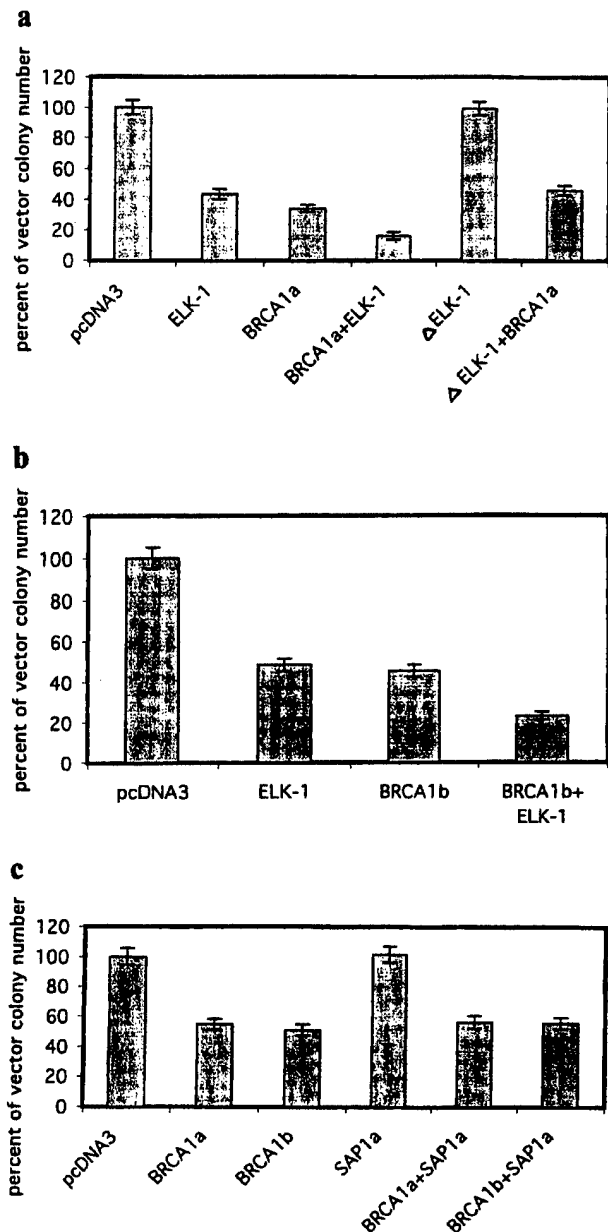 a
percent of vector colony number
120
100
80
60
40
20
0
pcDNA3
ELK-1
BRCA1a
BRCA1a+ELK-1
Δ ELK-1
Δ ELK-1+BRCA1a
b
percent of vector colony number
120
100
80
60
40
20
0
pcDNA3
ELK-1
BRCA1b
BRCA1b+
ELK-1
c
percent of vector colony number
120
100
80
60
40
20
0
pcDNA3
BRCA1a
BRCA1b
SAP1a
BRCA1a+SAP1a
BRCA1b+SAP1a